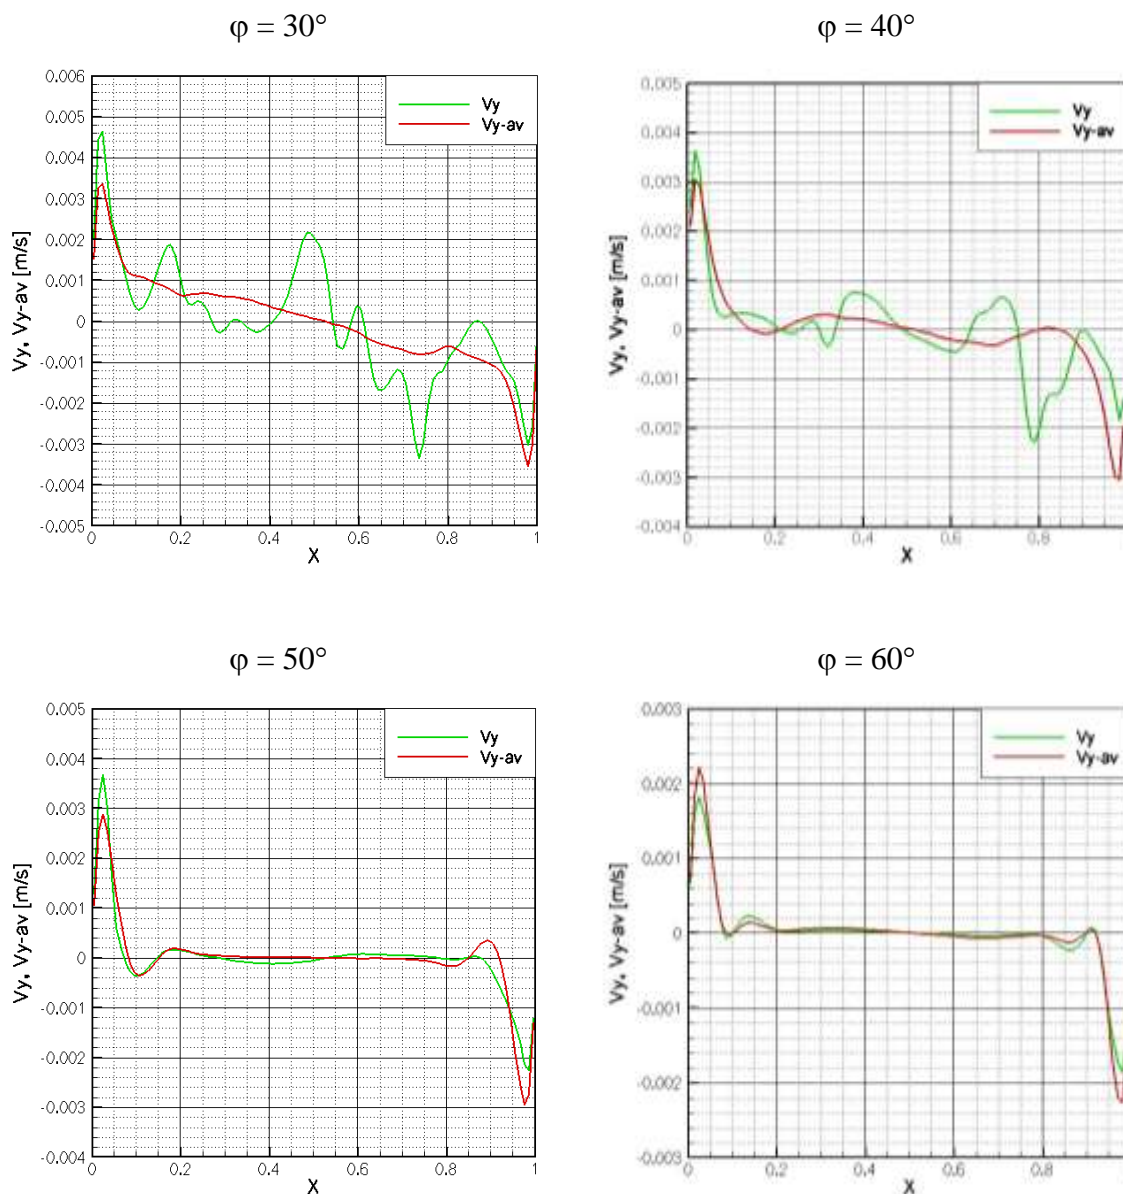 φ = 30°
φ = 40°
0.006
0.005
0.004
0.003
0.002
0.001
0
-0.001
-0.002
-0.003
-0.004
-0.005
Vy, Vy-av [m/s]
Vy
Vy-av
0 0.2 0.4 0.6 0.8 1
X
0.005
0.004
0.003
0.002
0.001
0
-0.001
-0.002
-0.003
-0.004
Vy, Vy-av [m/s]
Vy
Vy-av
0 0.2 0.4 0.6 0.8
X
φ = 50°
φ = 60°
0.005
0.004
0.003
0.002
0.001
0
-0.001
-0.002
-0.003
-0.004
Vy, Vy-av [m/s]
Vy
Vy-av
0 0.2 0.4 0.6 0.8 1
X
0.003
0.002
0.001
0
-0.001
-0.002
-0.003
Vy, Vy-av [m/s]
Vy
Vy-av
0 0.2 0.4 0.6 0.8
X